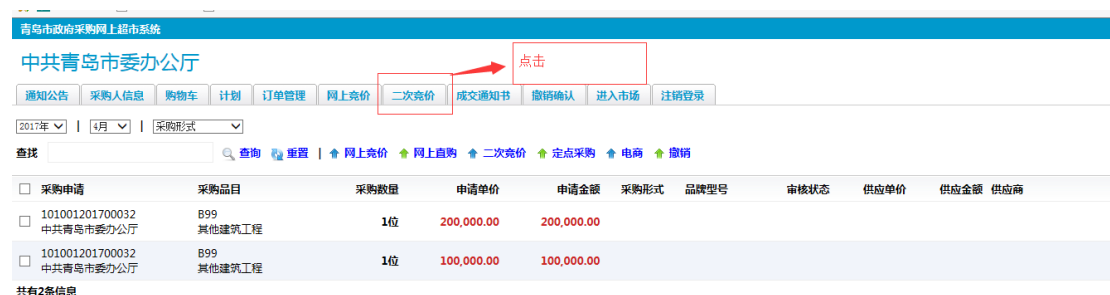 青岛市政府采购网上超市系统
中共青岛市委办公厅
点击
通知公告 采购人信息 购物车 计划 订单管理 网上竞价 二次竞价 成交通知书 撤销确认 进入市场 注销登录
2017年 | 4月 | 采购形式
查找 查询 重置 | 网上竞价 网上直购 二次竞价 定点采购 电商 撤销
采购申请 采购品目 采购数量 申请单价 申请金额 采购形式 品牌型号 审核状态 供应单价 供应金额 供应商
101001201700032 B99
中共青岛市委办公厅 其他建筑工程 1位 200,000.00 200,000.00
101001201700032 B99
中共青岛市委办公厅 其他建筑工程 1位 100,000.00 100,000.00
共有2条信息